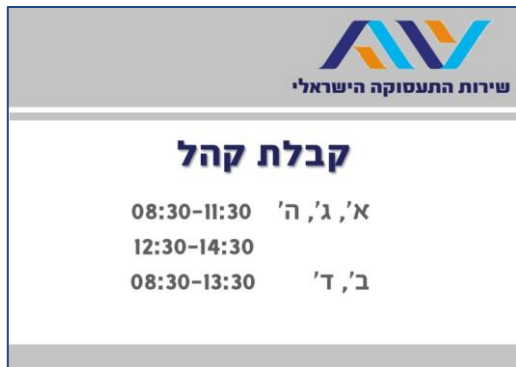 שירות התעסוקה הישראלי
קבלת קהל
א', ג', ה' 08:30-11:30
12:30-14:30
ב', ד' 08:30-13:30